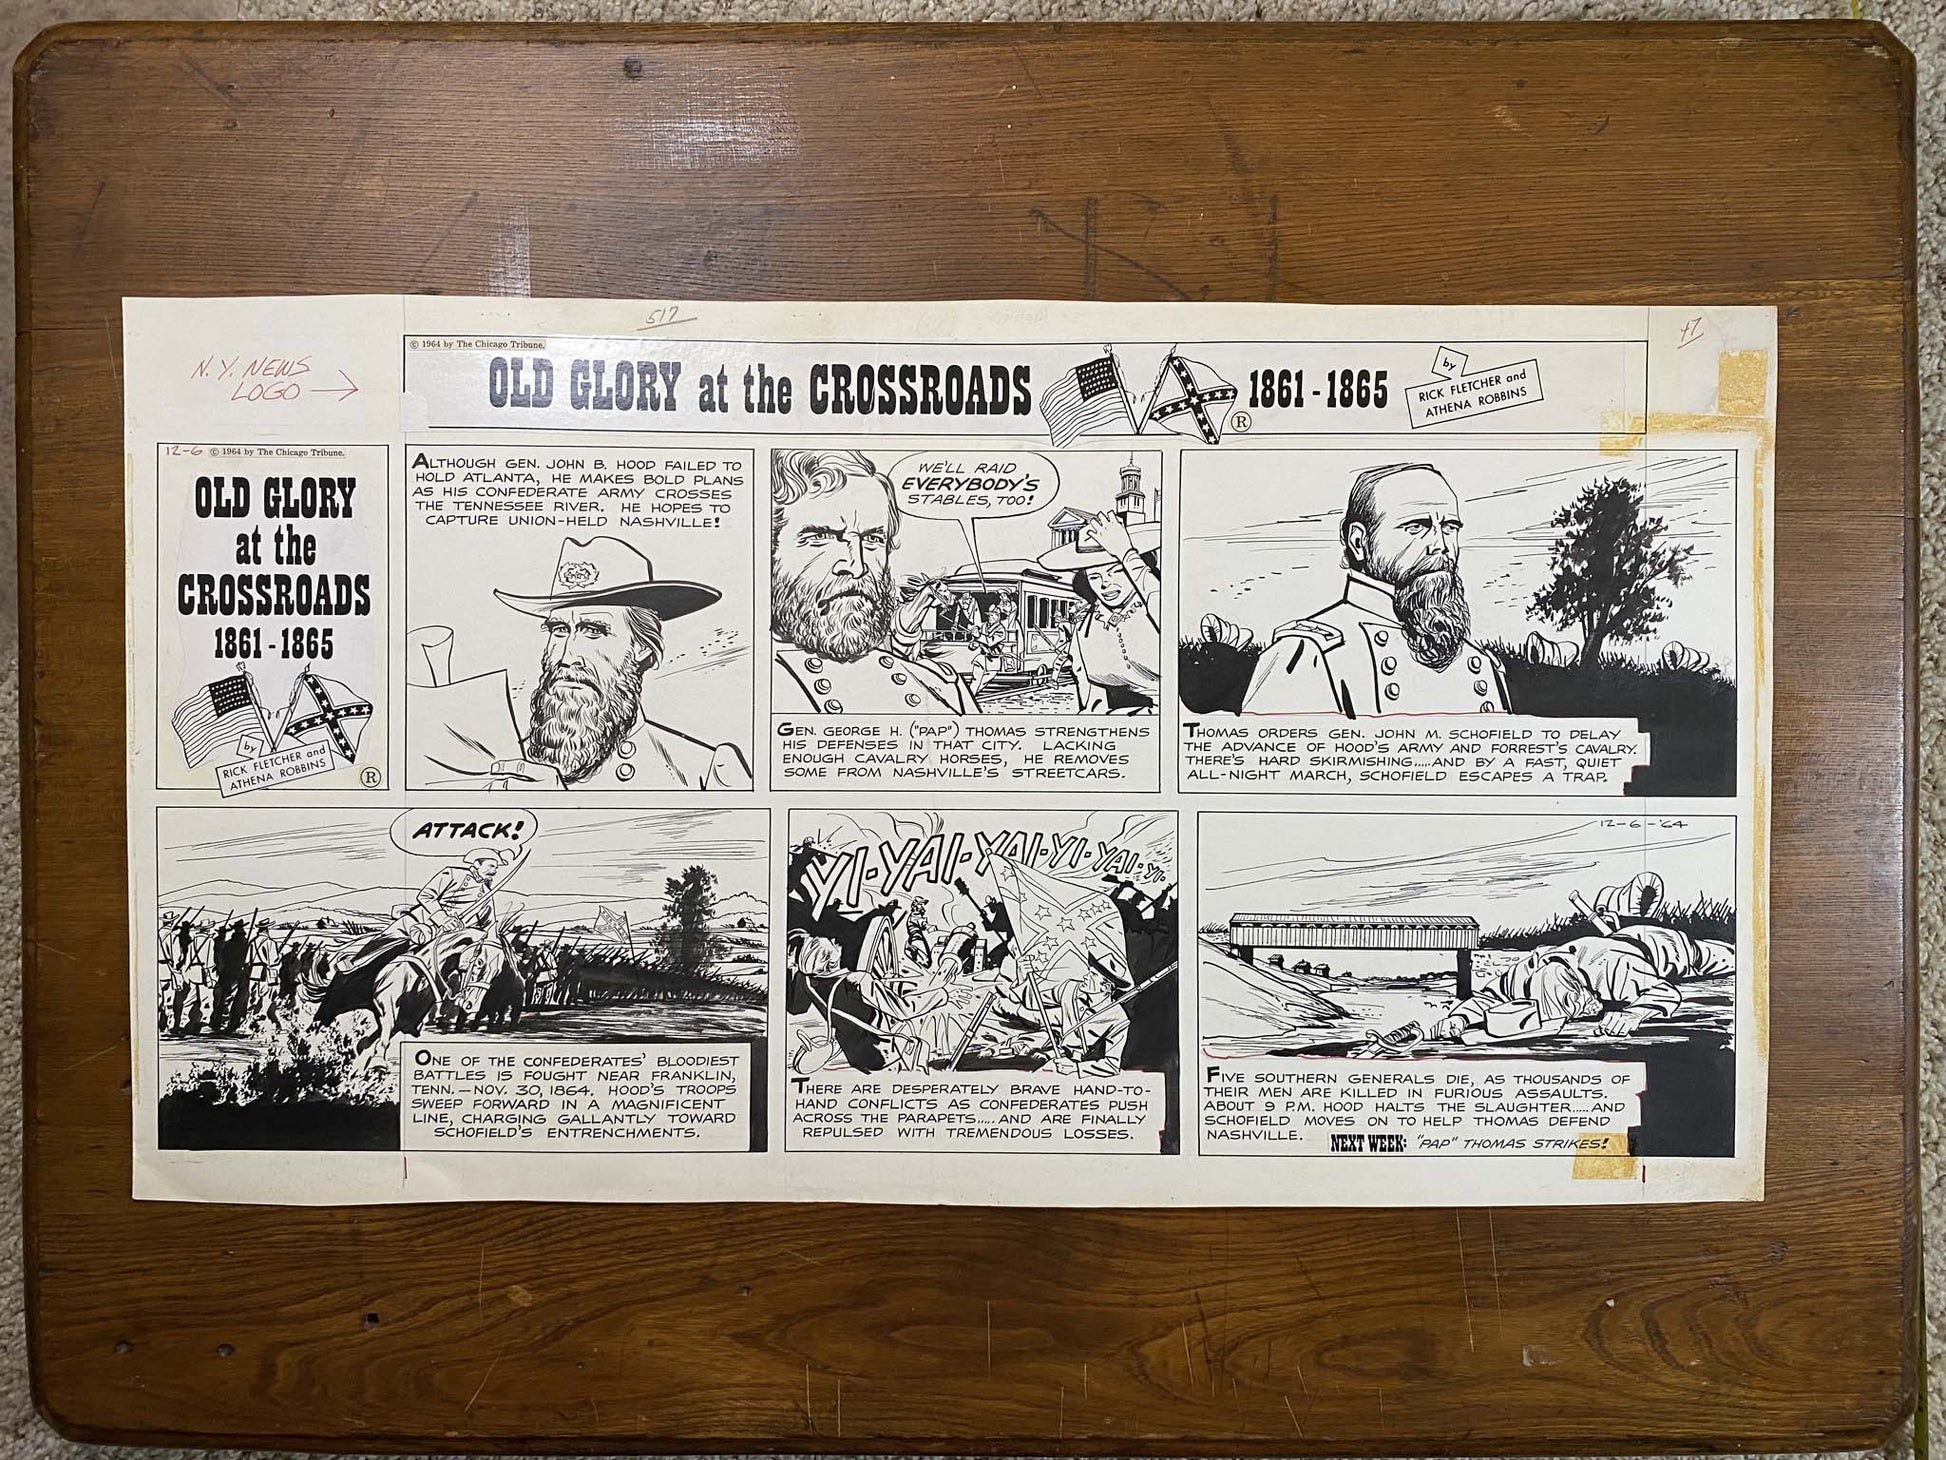 517
+7
N.Y. NEWS
LOGO →
© 1964 by The Chicago Tribune.
OLD GLORY at the CROSSROADS
®
1861-1865
by
RICK FLETCHER and
ATHENA ROBBINS
12-6 © 1964 by The Chicago Tribune.
OLD GLORY
at the
CROSSROADS
1861-1865
by
RICK FLETCHER and
ATHENA ROBBINS
®
ALTHOUGH GEN. JOHN B. HOOD FAILED TO
HOLD ATLANTA, HE MAKES BOLD PLANS
AS HIS CONFEDERATE ARMY CROSSES
THE TENNESSEE RIVER. HE HOPES TO
CAPTURE UNION-HELD NASHVILLE!
WE'LL RAID
EVERYBODY'S
STABLES, TOO!
GEN. GEORGE H. ("PAP") THOMAS STRENGTHENS
HIS DEFENSES IN THAT CITY. LACKING
ENOUGH CAVALRY HORSES, HE REMOVES
SOME FROM NASHVILLE'S STREETCARS.
THOMAS ORDERS GEN. JOHN M. SCHOFIELD TO DELAY
THE ADVANCE OF HOOD'S ARMY AND FORREST'S CAVALRY.
THERE'S HARD SKIRMISHING.....AND BY A FAST, QUIET
ALL-NIGHT MARCH, SCHOFIELD ESCAPES A TRAP.
ATTACK!
ONE OF THE CONFEDERATES' BLOODIEST
BATTLES IS FOUGHT NEAR FRANKLIN,
TENN.—NOV. 30, 1864. HOOD'S TROOPS
SWEEP FORWARD IN A MAGNIFICENT
LINE, CHARGING GALLANTLY TOWARD
SCHOFIELD'S ENTRENCHMENTS.
YI-YAI-YAI-YI-YAI-YI-
THERE ARE DESPERATELY BRAVE HAND-TO-
HAND CONFLICTS AS CONFEDERATES PUSH
ACROSS THE PARAPETS.....AND ARE FINALLY
REPULSED WITH TREMENDOUS LOSSES.
12-6-'64
FIVE SOUTHERN GENERALS DIE, AS THOUSANDS OF
THEIR MEN ARE KILLED IN FURIOUS ASSAULTS.
ABOUT 9 P.M. HOOD HALTS THE SLAUGHTER.....AND
SCHOFIELD MOVES ON TO HELP THOMAS DEFEND
NASHVILLE.
NEXT WEEK: "PAP" THOMAS STRIKES!